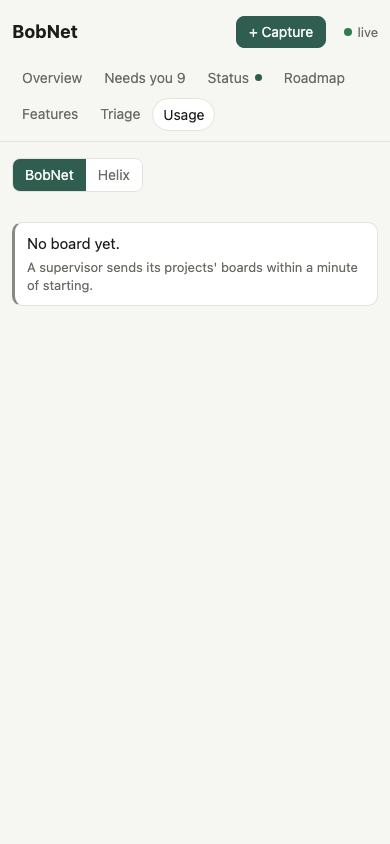 BobNet
+ Capture
live
Overview
Needs you 9
Status
Roadmap
Features
Triage
Usage
BobNet
Helix
No board yet.
A supervisor sends its projects' boards within a minute
of starting.